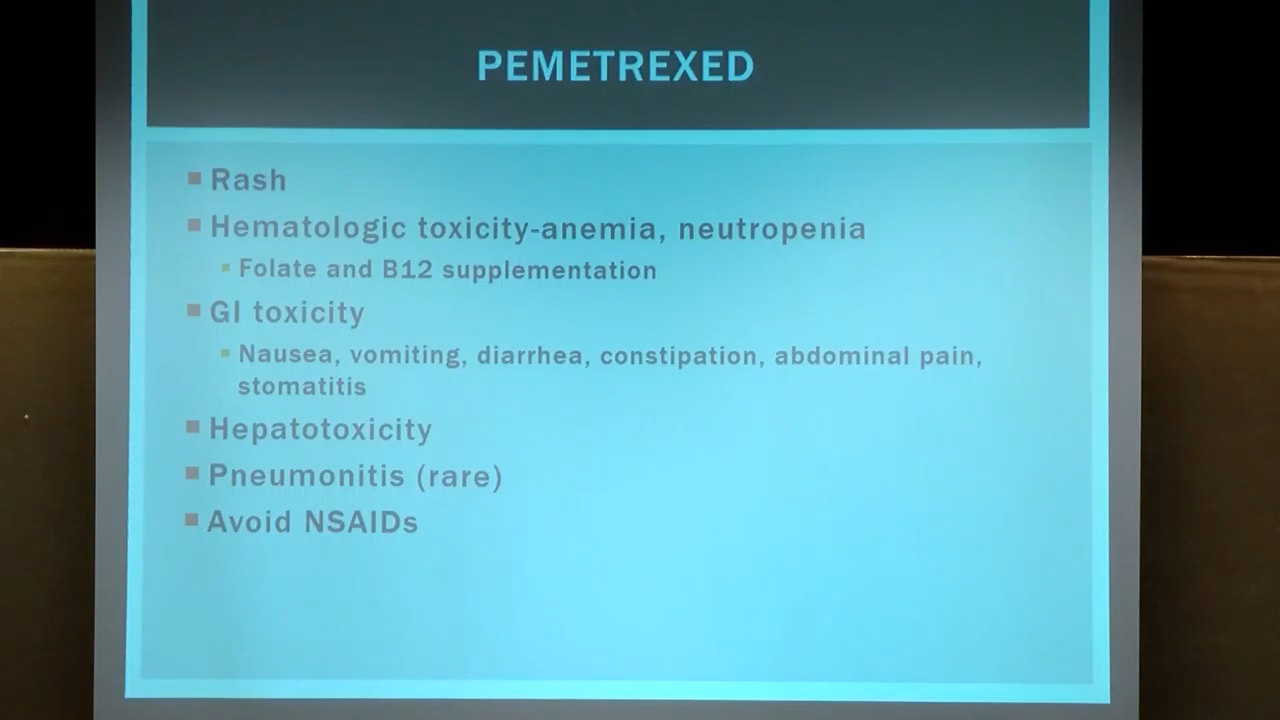 PEMETREXED
Rash
Hematologic toxicity-anemia, neutropenia
Folate and B12 supplementation
GI toxicity
Nausea, vomiting, diarrhea, constipation, abdominal pain,
stomatitis
Hepatotoxicity
Pneumonitis (rare)
Avoid NSAIDs